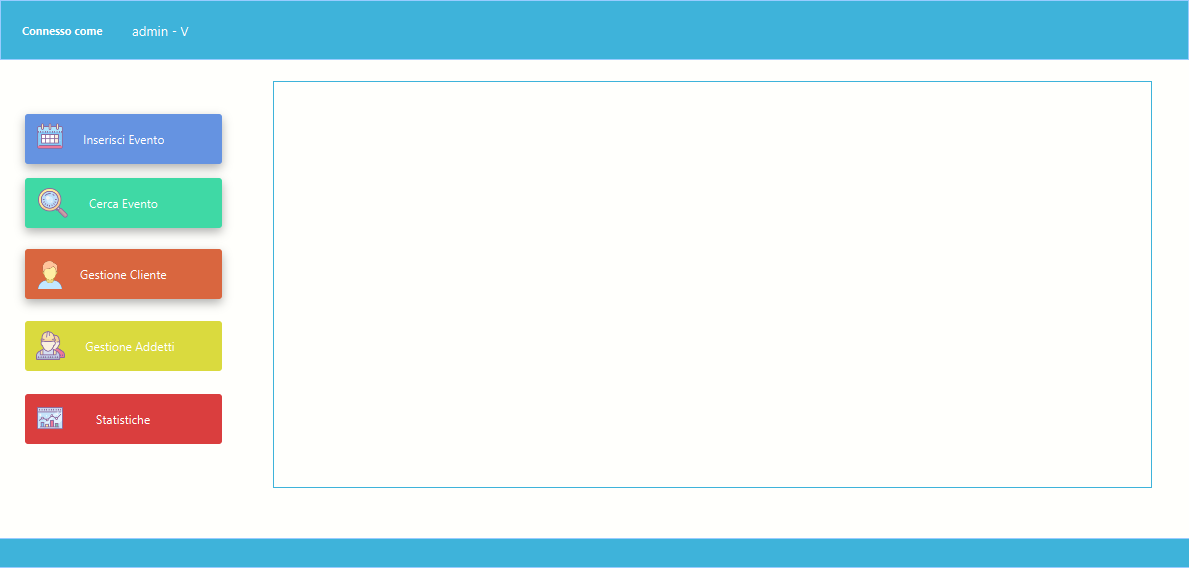 Connesso come admin - V
Inserisci Evento
Cerca Evento
Gestione Cliente
Gestione Addetti
Statistiche